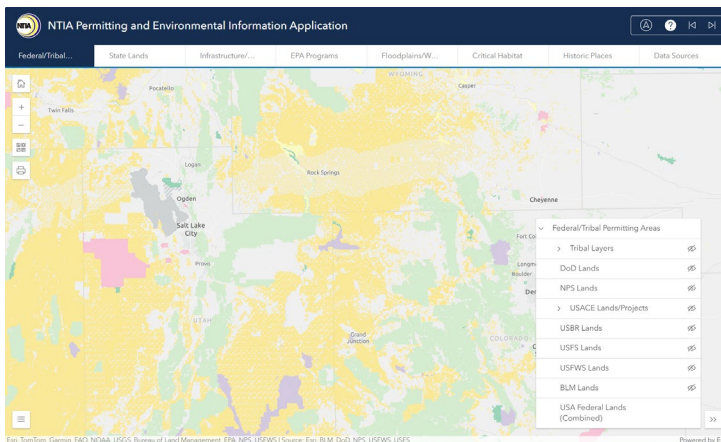 NTIA
NTIA Permitting and Environmental Information Application
Federal/Tribal...
State Lands
Infrastructure/...
EPA Programs
Floodplains/W...
Critical Habitat
Historic Places
Data Sources
WYOMING
Pocatello
Casper
Twin Falls
Logan
Rock Springs
Ogden
Cheyenne
Salt Lake
City
Fort Co
Provo
Longm
Boulder
Den
UTAH
Grand
Junction
COLORADO
Federal/Tribal Permitting Areas
Tribal Layers
DoD Lands
NPS Lands
USACE Lands/Projects
USBR Lands
USFS Lands
USFWS Lands
BLM Lands
USA Federal Lands
(Combined)
Esri, TomTom, Garmin, FAO, NOAA, USGS, Bureau of Land Management, EPA, NPS, USFWS | Source: Esri, BLM, DoD, NPS, USFWS, USFS
Powered by E